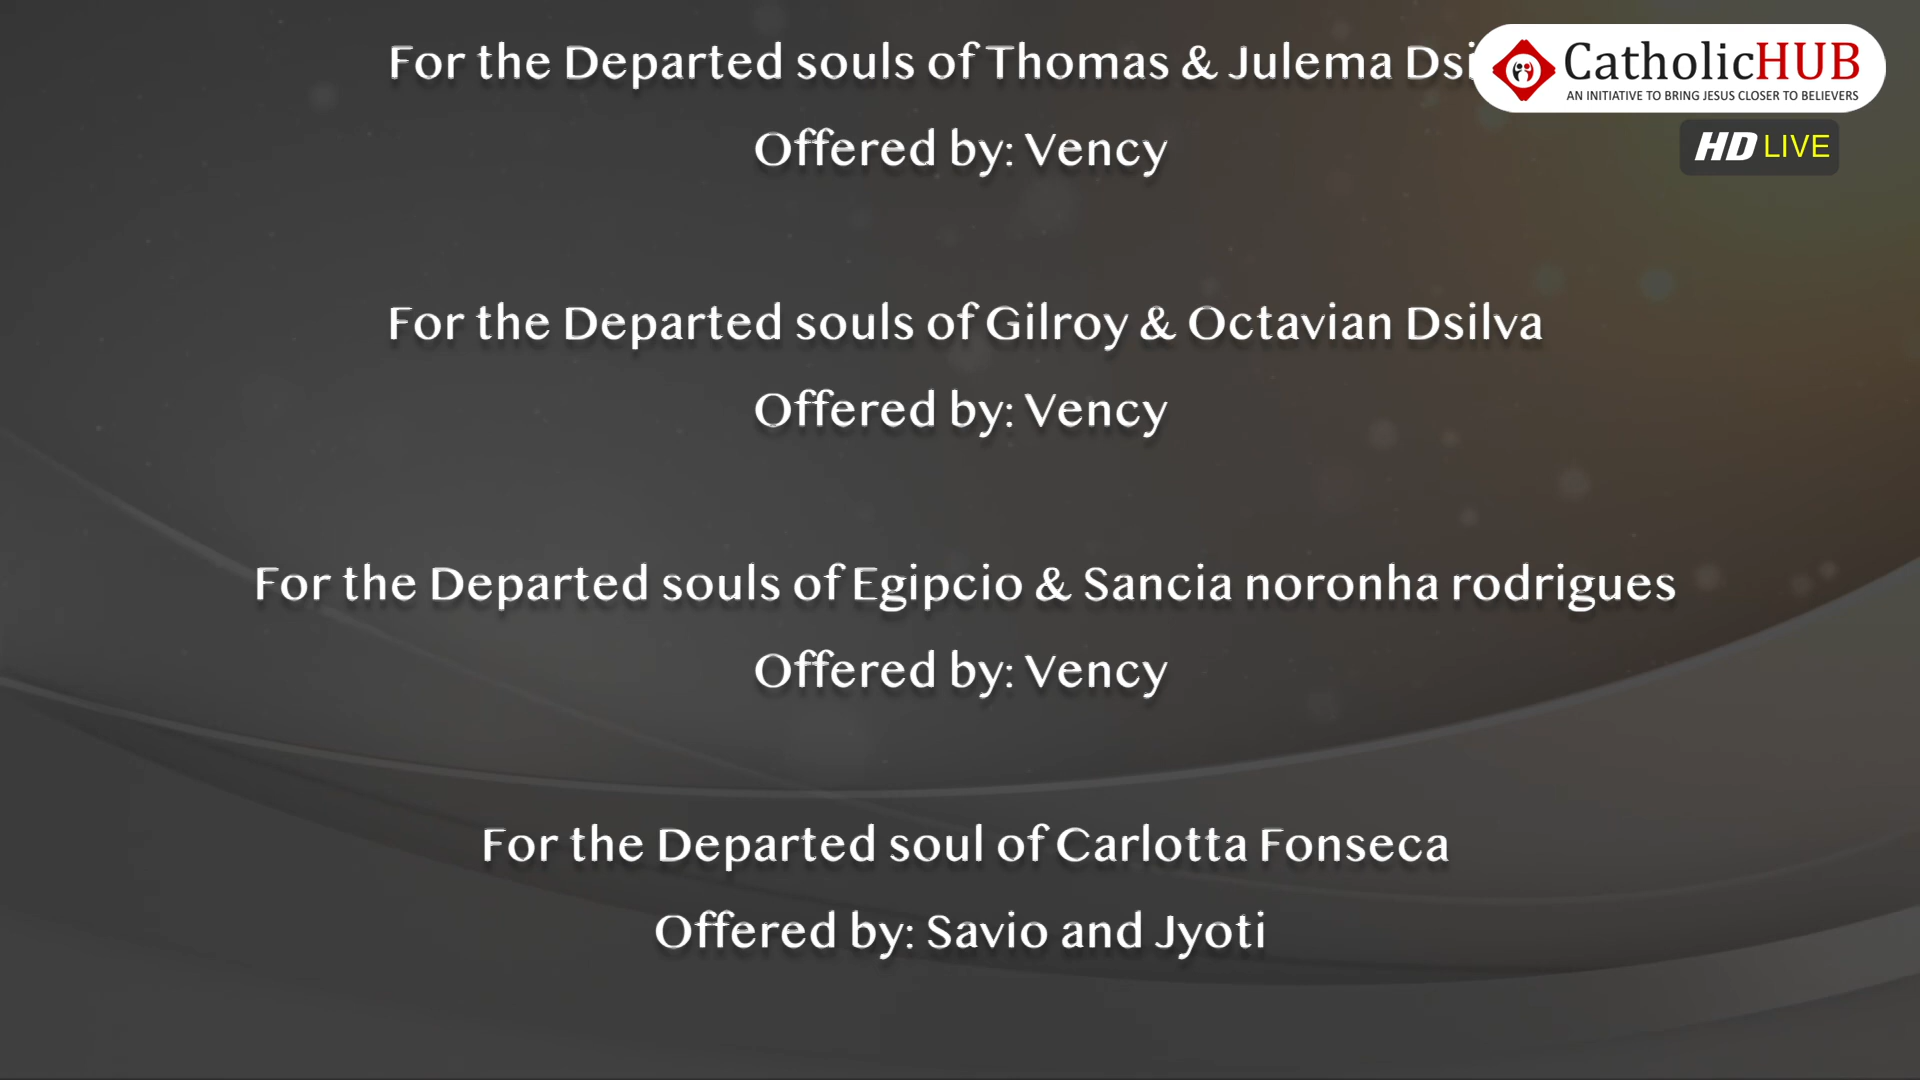 For the Departed souls of Thomas & Julema
CatholicHUB
AN INITIATIVE TO BRING JESUS CLOSER TO BELIEVERS
Offered by: Vency
HD LIVE
For the Departed souls of Gilroy & Octavian Dsilva
Offered by: Vency
For the Departed souls of Egipcio & Sancia noronha rodrigues
Offered by: Vency
For the Departed soul of Carlotta Fonseca
Offered by: Savio and Jyoti